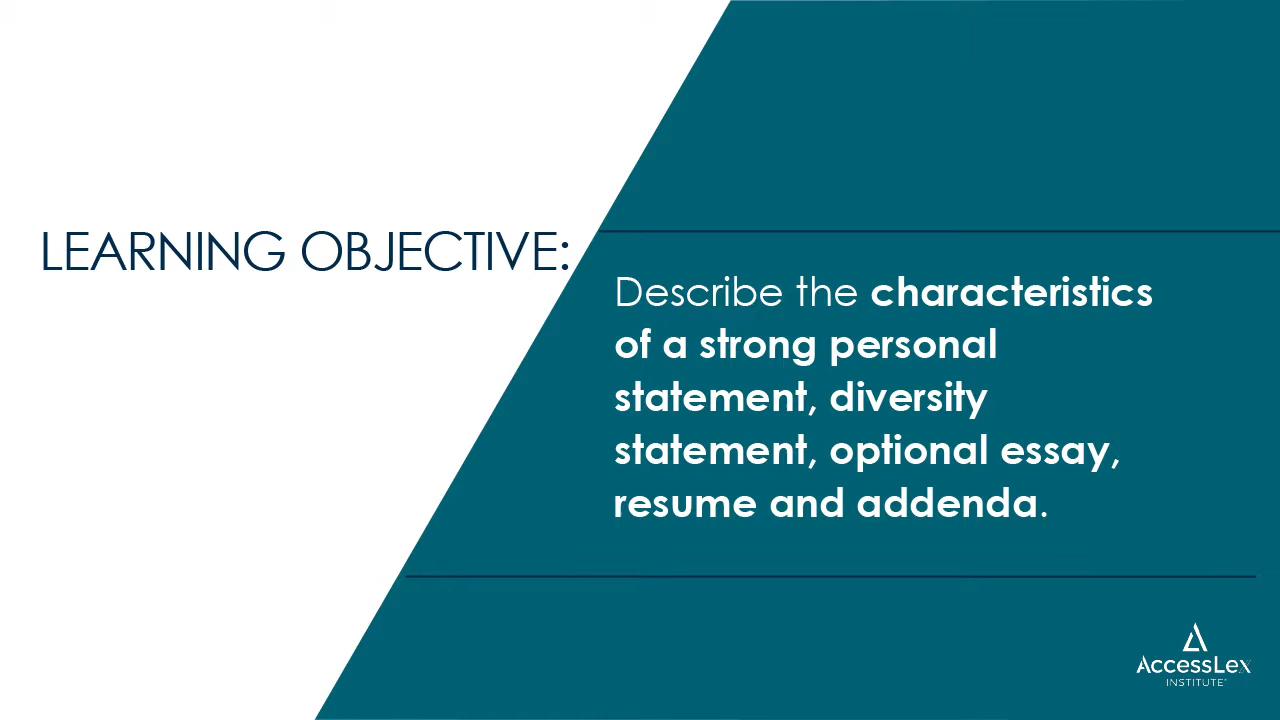 LEARNING OBJECTIVE:
Describe the characteristics
of a strong personal
statement, diversity
statement, optional essay,
resume and addenda.
AccessLex
INSTITUTE